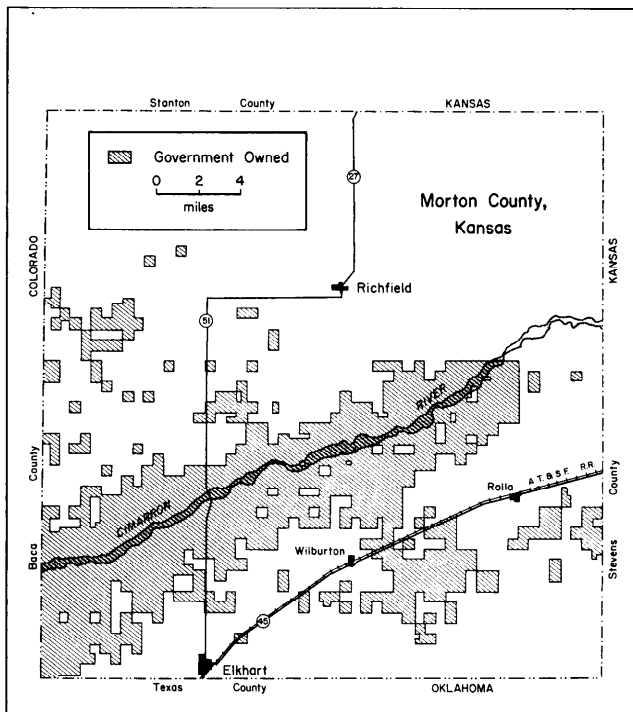 Stanton County KANSAS
Government Owned
0 2 4
miles
27
Morton County,
Kansas
COLORADO
KANSAS
Richfield
51
RIVER
County
County
A.T.&S.F. R.R.
Rolla
CIMARRON
Wilburton
Baca
Stevens
45
Elkhart
Texas County OKLAHOMA